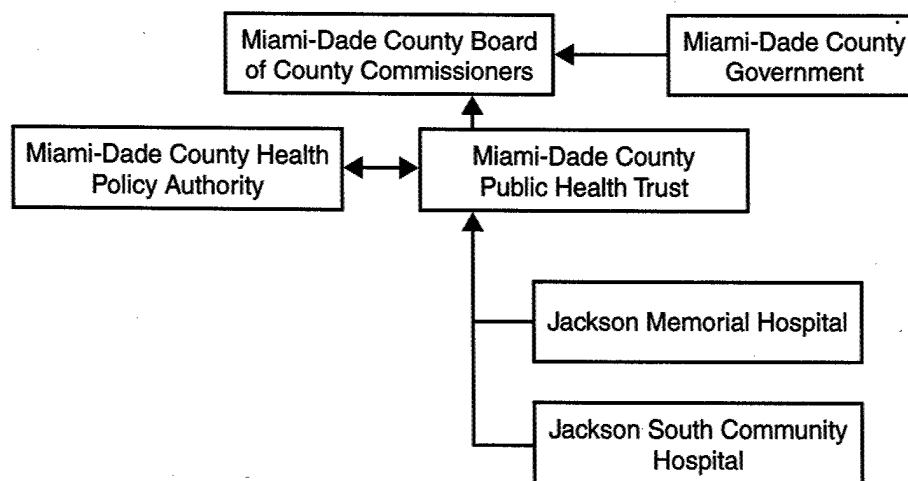 Miami-Dade County Board
of County Commissioners
Miami-Dade County
Government
Miami-Dade County Health
Policy Authority
Miami-Dade County
Public Health Trust
Jackson Memorial Hospital
Jackson South Community
Hospital